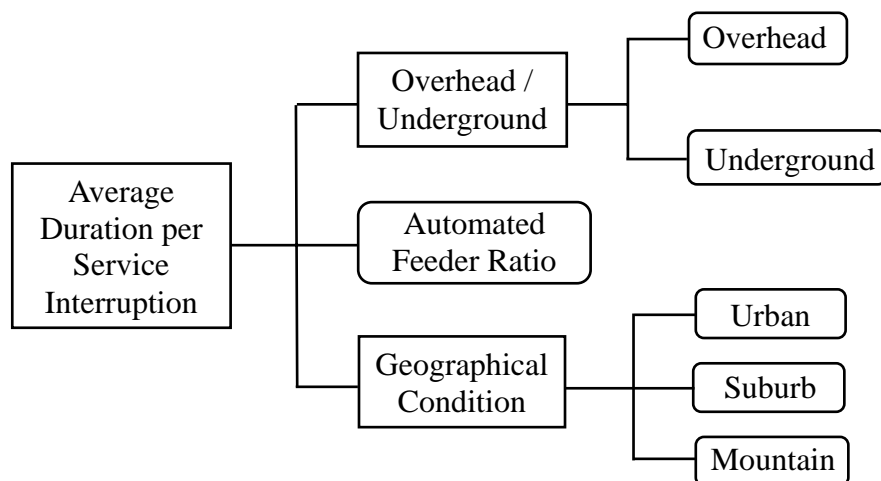 Average
Duration per
Service
Interruption
Overhead /
Underground
Automated
Feeder Ratio
Geographical
Condition
Overhead
Underground
Urban
Suburb
Mountain